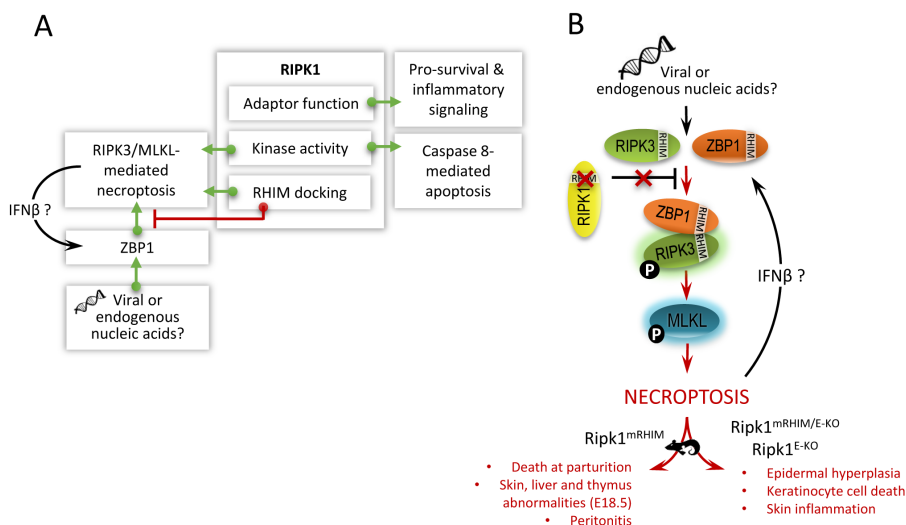 A
RIPK1
Adaptor function
Kinase activity
RHIM docking
Pro-survival &
inflammatory
signaling
Caspase 8-
mediated
apoptosis
RIPK3/MLKL-
mediated
necroptosis
IFNβ ?
ZBP1
Viral or
endogenous
nucleic acids?
B
Viral or
endogenous nucleic acids?
RIPK3
RHIM
ZBP1
RHIM
RIPK1
RHIM
ZBP1
RHIM
RIPK3
RHIM
P
MLKL
P
IFNβ ?
NECROPTOSIS
Ripk1mRHIM
Ripk1mRHIM/E-KO
Ripk1E-KO
• Death at parturition
• Skin, liver and thymus
abnormalities (E18.5)
• Peritonitis
• Epidermal hyperplasia
• Keratinocyte cell death
• Skin inflammation